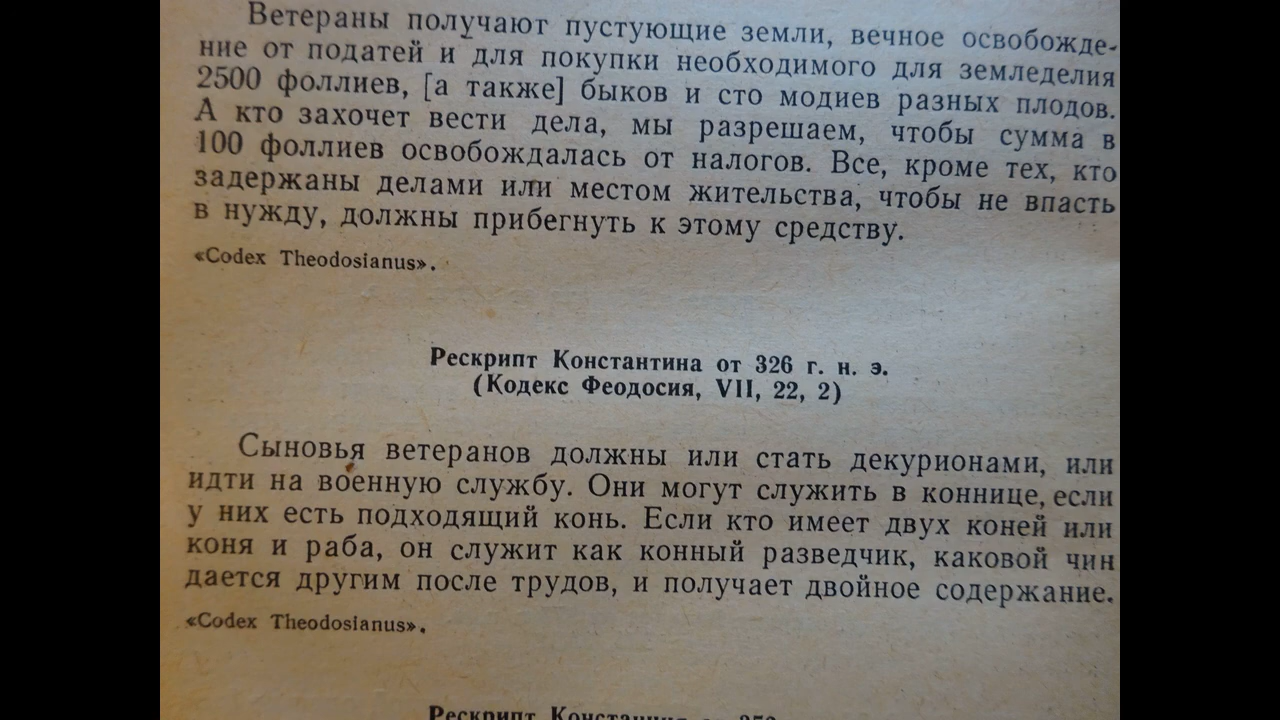 Ветераны получают пустующие земли, вечное освобожде-
ние от податей и для покупки необходимого для земледелия
2500 фоллиев, [а также] быков и сто модиев разных плодов.
А кто захочет вести дела, мы разрешаем, чтобы сумма в
100 фоллиев освобождалась от налогов. Все, кроме тех, кто
задержаны делами или местом жительства, чтобы не впасть
в нужду, должны прибегнуть к этому средству.
«Codex Theodosianus».
Рескрипт Константина от 326 г. н. э.
(Кодекс Феодосия, VII, 22, 2)
Сыновья ветеранов должны или стать декурионами, или
идти на военную службу. Они могут служить в коннице, если
у них есть подходящий конь. Если кто имеет двух коней или
коня и раба, он служит как конный разведчик, каковой чин
дается другим после трудов, и получает двойное содержание.
«Codex Theodosianus».
Рескрипт от